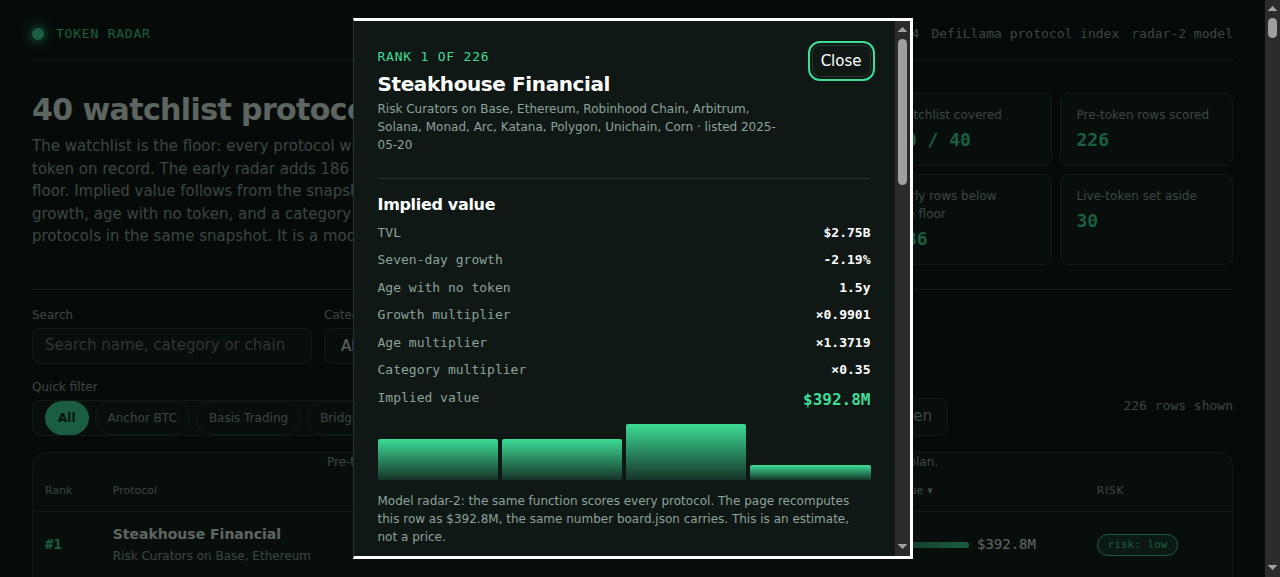 TOKEN RADAR
4 DefiLlama protocol index radar-2 model
40 watchlist protoco
The watchlist is the floor: every protocol w
token on record. The early radar adds 186
floor. Implied value follows from the snapsh
growth, age with no token, and a category
protocols in the same snapshot. It is a mod
tchlist covered
/ 40
Pre-token rows scored
226
rly rows below
floor
86
Live-token set aside
30
Search
Search name, category or chain
Cate
Al
Quick filter
All
Anchor BTC
Basis Trading
Bridg
en
226 rows shown
Pre-t
plan.
Rank
Protocol
ue ▾
RISK
#1
Steakhouse Financial
Risk Curators on Base, Ethereum
$392.8M
risk: low
RANK 1 OF 226
Close
Steakhouse Financial
Risk Curators on Base, Ethereum, Robinhood Chain, Arbitrum,
Solana, Monad, Arc, Katana, Polygon, Unichain, Corn · listed 2025-
05-20
Implied value
TVL $2.75B
Seven-day growth -2.19%
Age with no token 1.5y
Growth multiplier ×0.9901
Age multiplier ×1.3719
Category multiplier ×0.35
Implied value $392.8M
Model radar-2: the same function scores every protocol. The page recomputes
this row as $392.8M, the same number board.json carries. This is an estimate,
not a price.